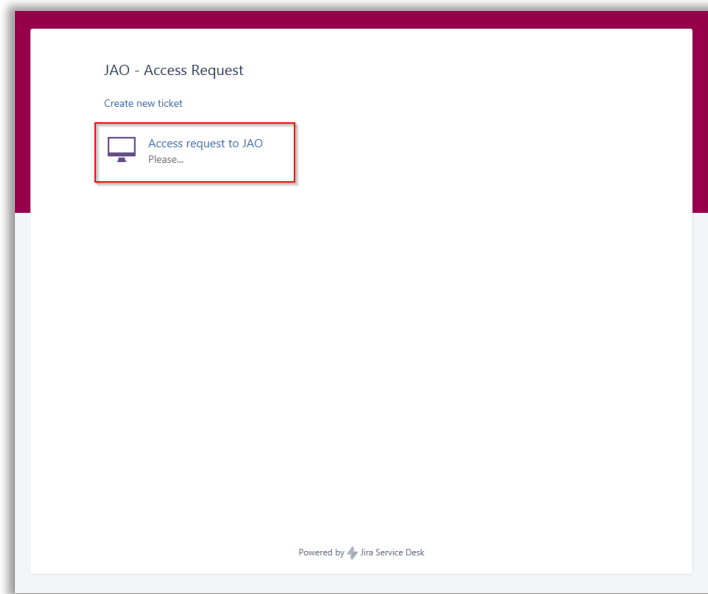 JAO - Access Request
Create new ticket
Access request to JAO
Please...
Powered by Jira Service Desk